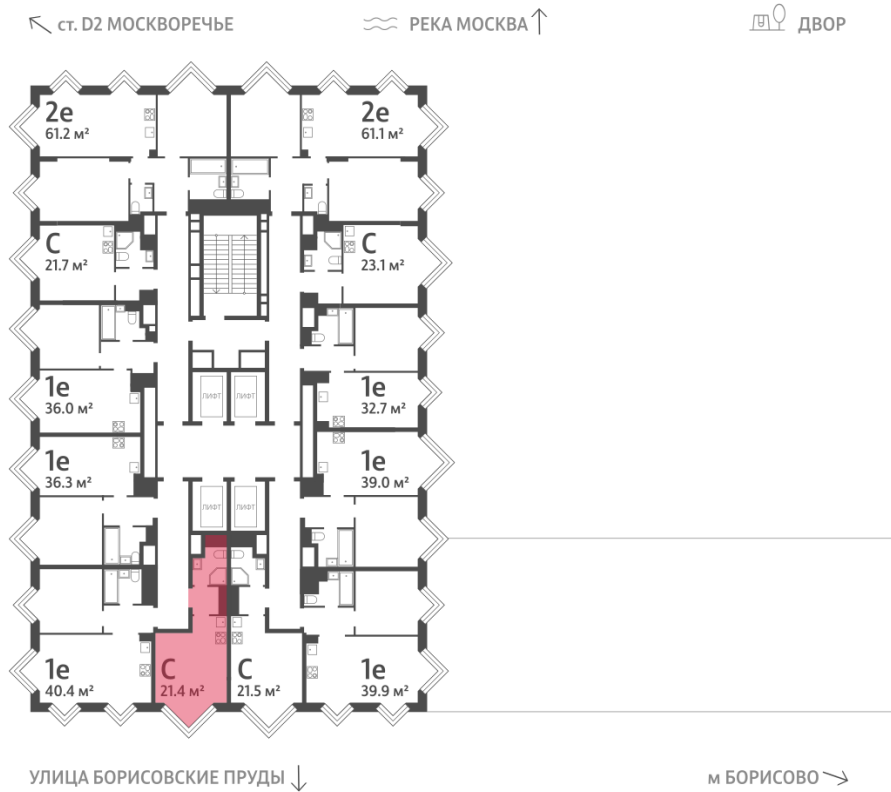 ст. D2 МОСКВОРЕЧЬЕ
РЕКА МОСКВА
ДВОР
2е
61.2 м²
2е
61.1 м²
С
21.7 м²
С
23.1 м²
1е
36.0 м²
ЛИФТ
ЛИФТ
1е
32.7 м²
1е
36.3 м²
1е
39.0 м²
ЛИФТ
ЛИФТ
1е
40.4 м²
С
21.4 м²
С
21.5 м²
1е
39.9 м²
УЛИЦА БОРИСОВСКИЕ ПРУДЫ
м БОРИСОВО